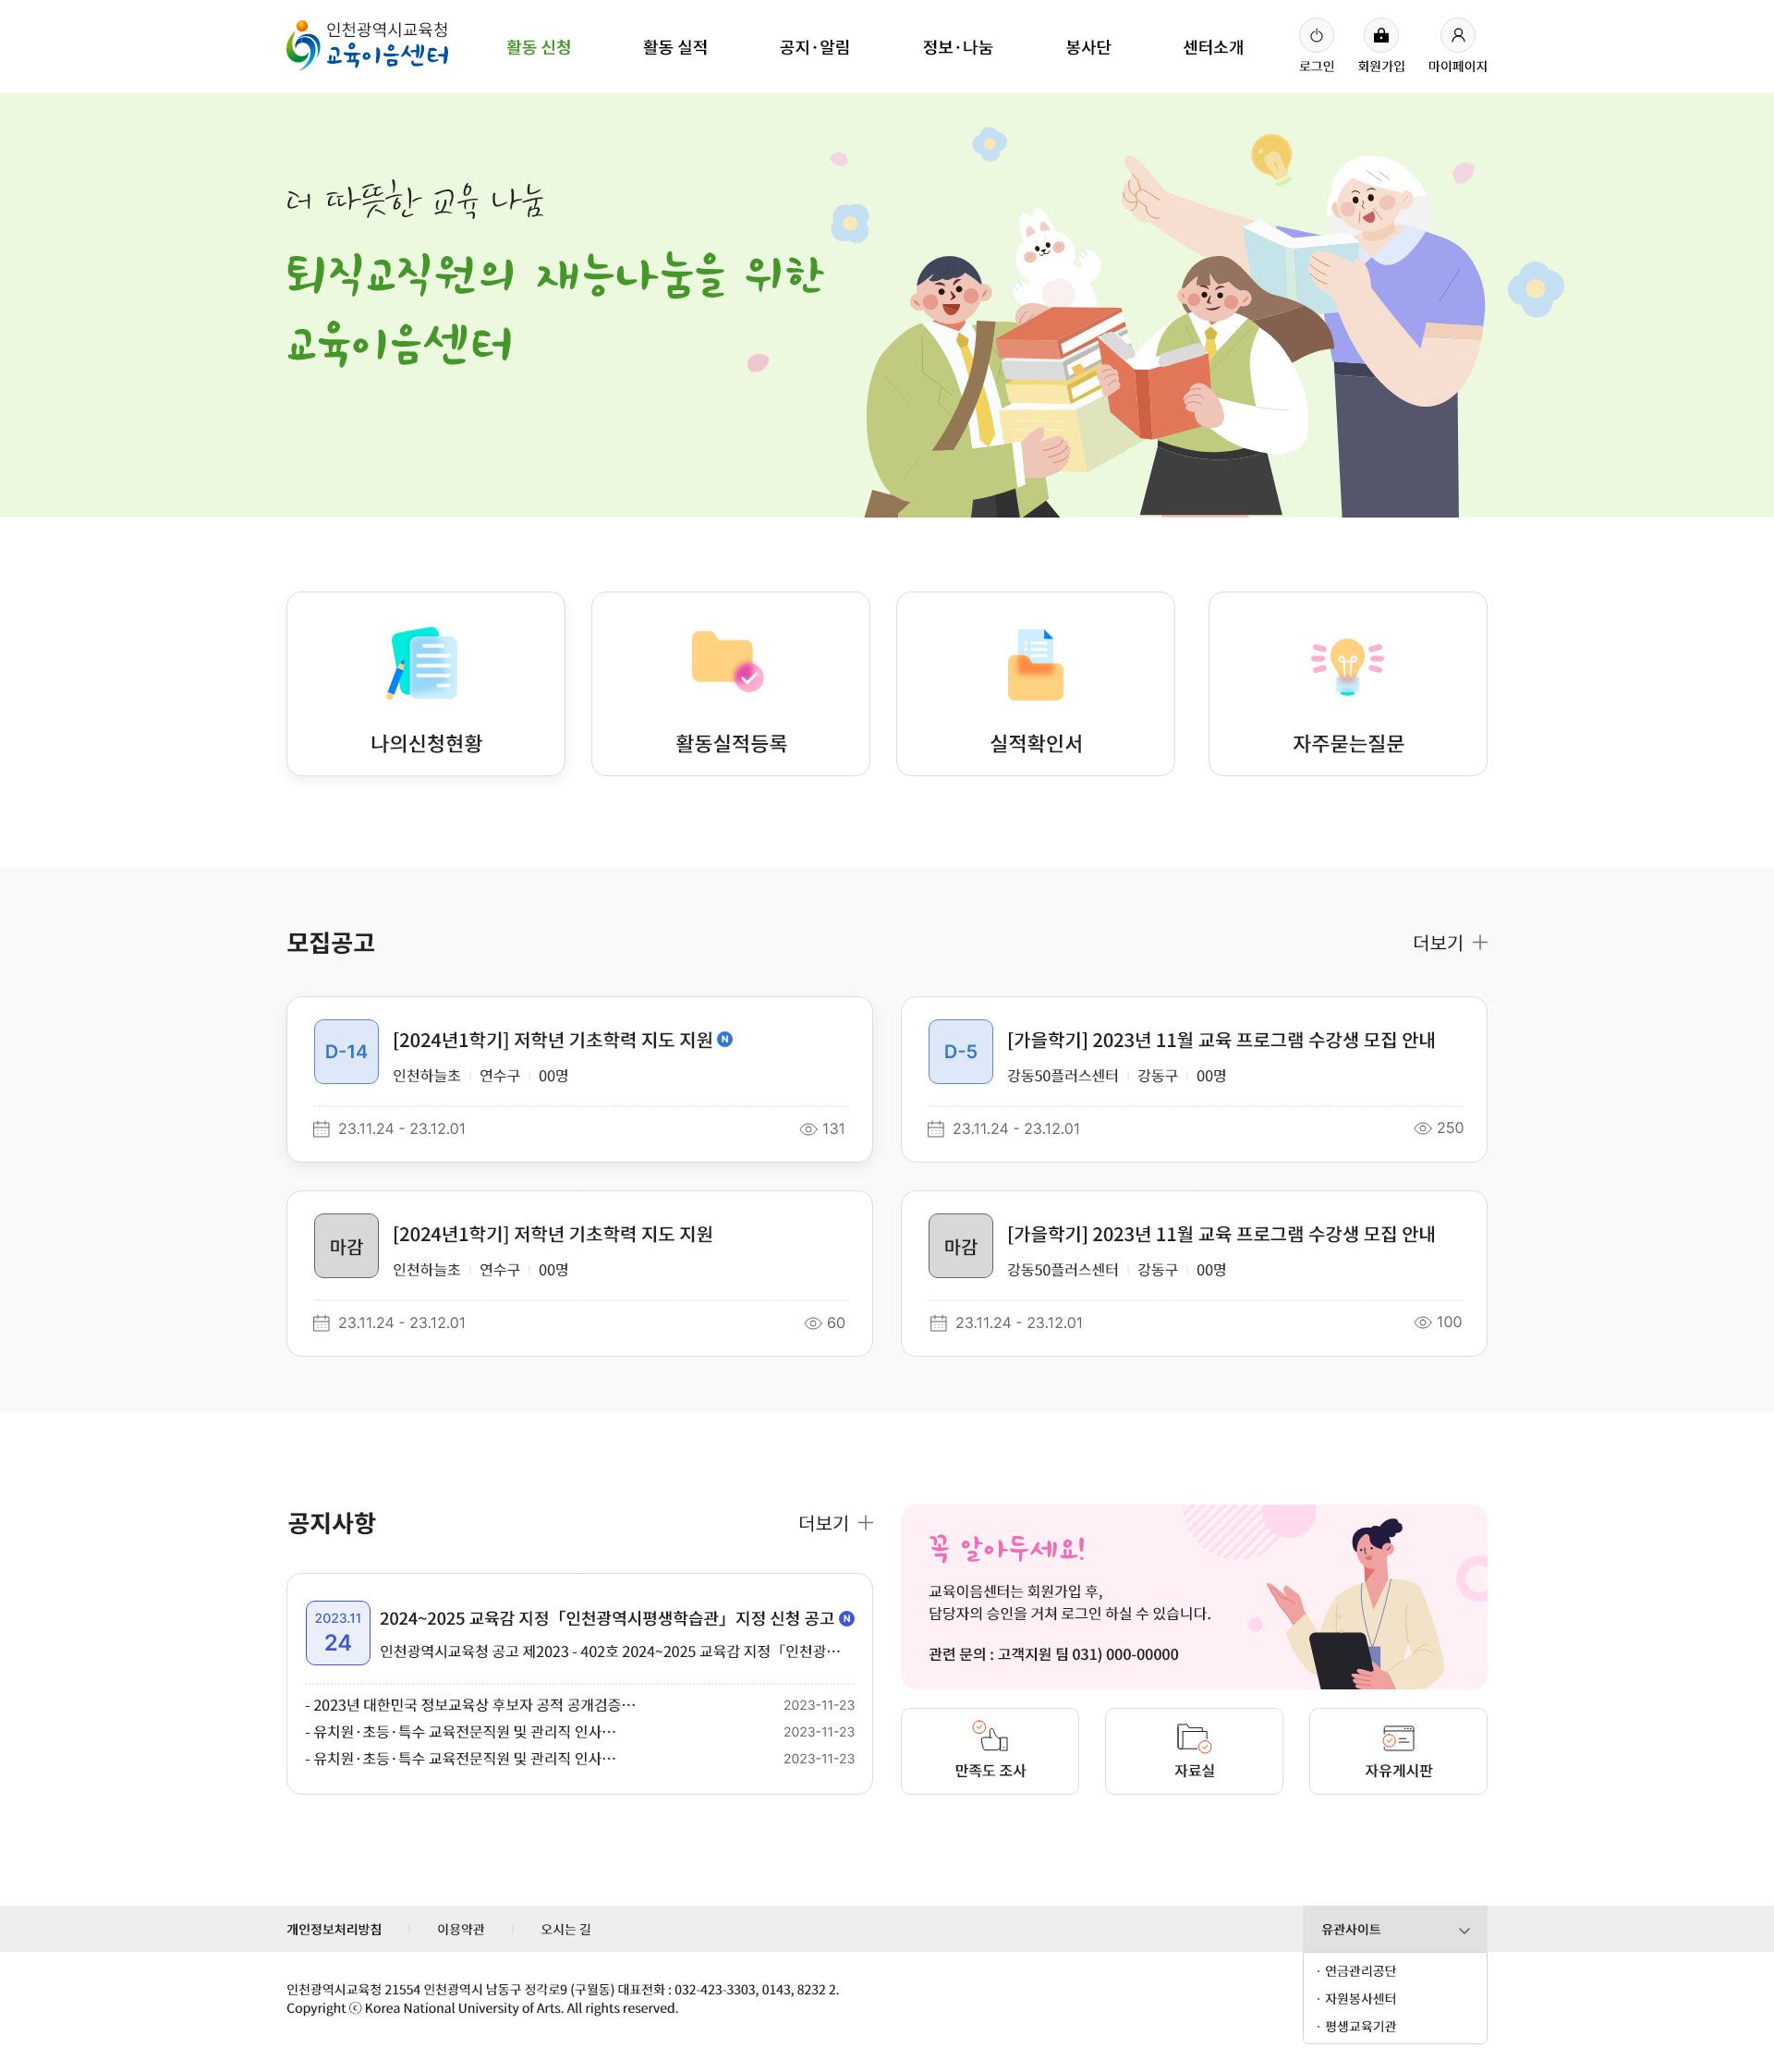 인천광역시교육청
교육이음센터
활동 신청
활동 실적
공지·알림
정보·나눔
봉사단
센터소개
로그인
회원가입
마이페이지
더 따뜻한 교육 나눔
퇴직교직원의 재능나눔을 위한
교육이음센터
나의신청현황
활동실적등록
실적확인서
자주묻는질문
모집공고
더보기
D-14
[2024년1학기] 저학년 기초학력 지도 지원 N
인천하늘초 연수구 00명
23.11.24 - 23.12.01
131
D-5
[가을학기] 2023년 11월 교육 프로그램 수강생 모집 안내
강동50플러스센터 강동구 00명
23.11.24 - 23.12.01
250
마감
[2024년1학기] 저학년 기초학력 지도 지원
인천하늘초 연수구 00명
23.11.24 - 23.12.01
60
마감
[가을학기] 2023년 11월 교육 프로그램 수강생 모집 안내
강동50플러스센터 강동구 00명
23.11.24 - 23.12.01
100
공지사항
더보기
2023.11
24
2024~2025 교육감 지정「인천광역시평생학습관」지정 신청 공고 N
인천광역시교육청 공고 제2023 - 402호 2024~2025 교육감 지정「인천광…
- 2023년 대한민국 정보교육상 후보자 공적 공개검증… 2023-11-23
- 유치원·초등·특수 교육전문직원 및 관리직 인사… 2023-11-23
- 유치원·초등·특수 교육전문직원 및 관리직 인사… 2023-11-23
꼭 알아두세요!
교육이음센터는 회원가입 후,
담당자의 승인을 거쳐 로그인 하실 수 있습니다.
관련 문의 : 고객지원 팀 031) 000-00000
만족도 조사
자료실
자유게시판
개인정보처리방침
이용약관
오시는 길
유관사이트
· 연금관리공단
· 자원봉사센터
· 평생교육기관
인천광역시교육청 21554 인천광역시 남동구 정각로9 (구월동) 대표전화 : 032-423-3303, 0143, 8232 2.
Copyright ⓒ Korea National University of Arts. All rights reserved.